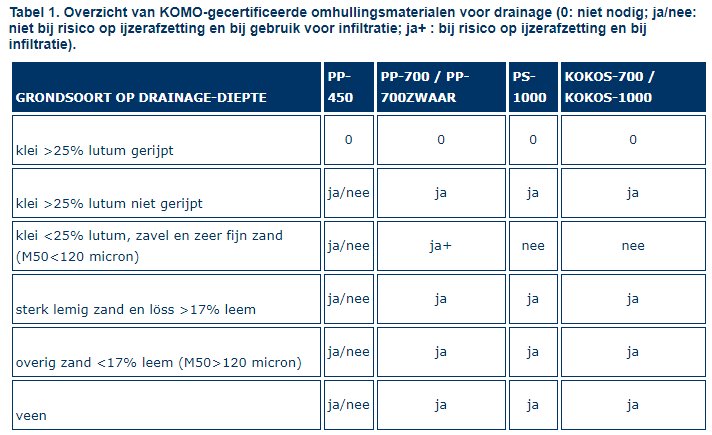 Tabel 1. Overzicht van KOMO-gecertificeerde omhullingsmaterialen voor drainage (0: niet nodig; ja/nee:
niet bij risico op ijzerafzetting en bij gebruik voor infiltratie; ja+ : bij risico op ijzerafzetting en bij
infiltratie).
GRONDSOORT OP DRAINAGE-DIEPTE PP-450 PP-700 / PP-700ZWAAR PS-1000 KOKOS-700 / KOKOS-1000
klei >25% lutum gerijpt 0 0 0 0
klei >25% lutum niet gerijpt ja/nee ja ja ja
klei <25% lutum, zavel en zeer fijn zand
(M50<120 micron) ja/nee ja+ nee nee
sterk lemig zand en löss >17% leem ja/nee ja ja ja
overig zand <17% leem (M50>120 micron) ja/nee ja ja ja
veen ja/nee ja ja ja